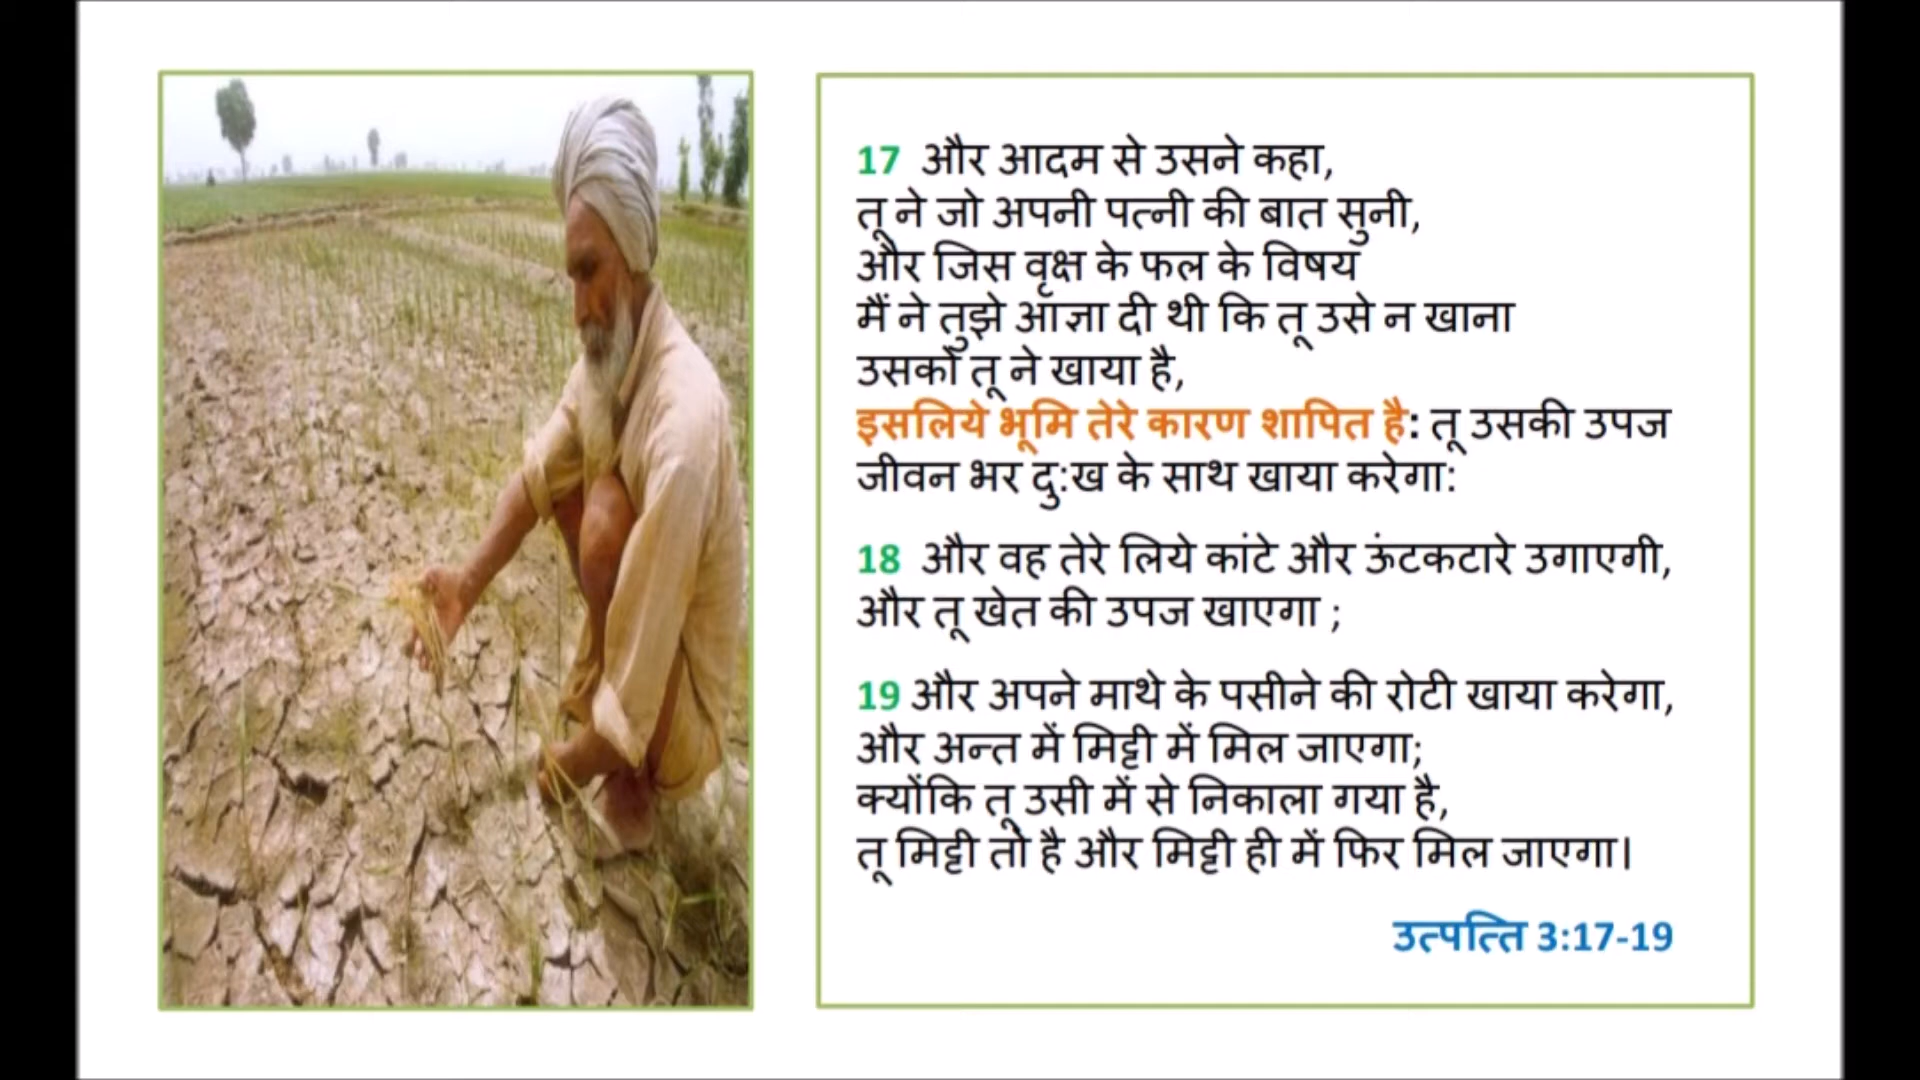 17 और आदम से उसने कहा,
तू ने जो अपनी पत्नी की बात सुनी,
और जिस वृक्ष के फल के विषय
मैं ने तुझे आज्ञा दी थी कि तू उसे न खाना
उसको तू ने खाया है,
इसलिये भूमि तेरे कारण शापित है: तू उसकी उपज
जीवन भर दु:ख के साथ खाया करेगा:
18 और वह तेरे लिये कांटे और ऊंटकटारे उगाएगी,
और तू खेत की उपज खाएगा ;
19 और अपने माथे के पसीने की रोटी खाया करेगा,
और अन्त में मिट्टी में मिल जाएगा;
क्योंकि तू उसी में से निकाला गया है,
तू मिट्टी तो है और मिट्टी ही में फिर मिल जाएगा।
उत्पत्ति 3:17-19